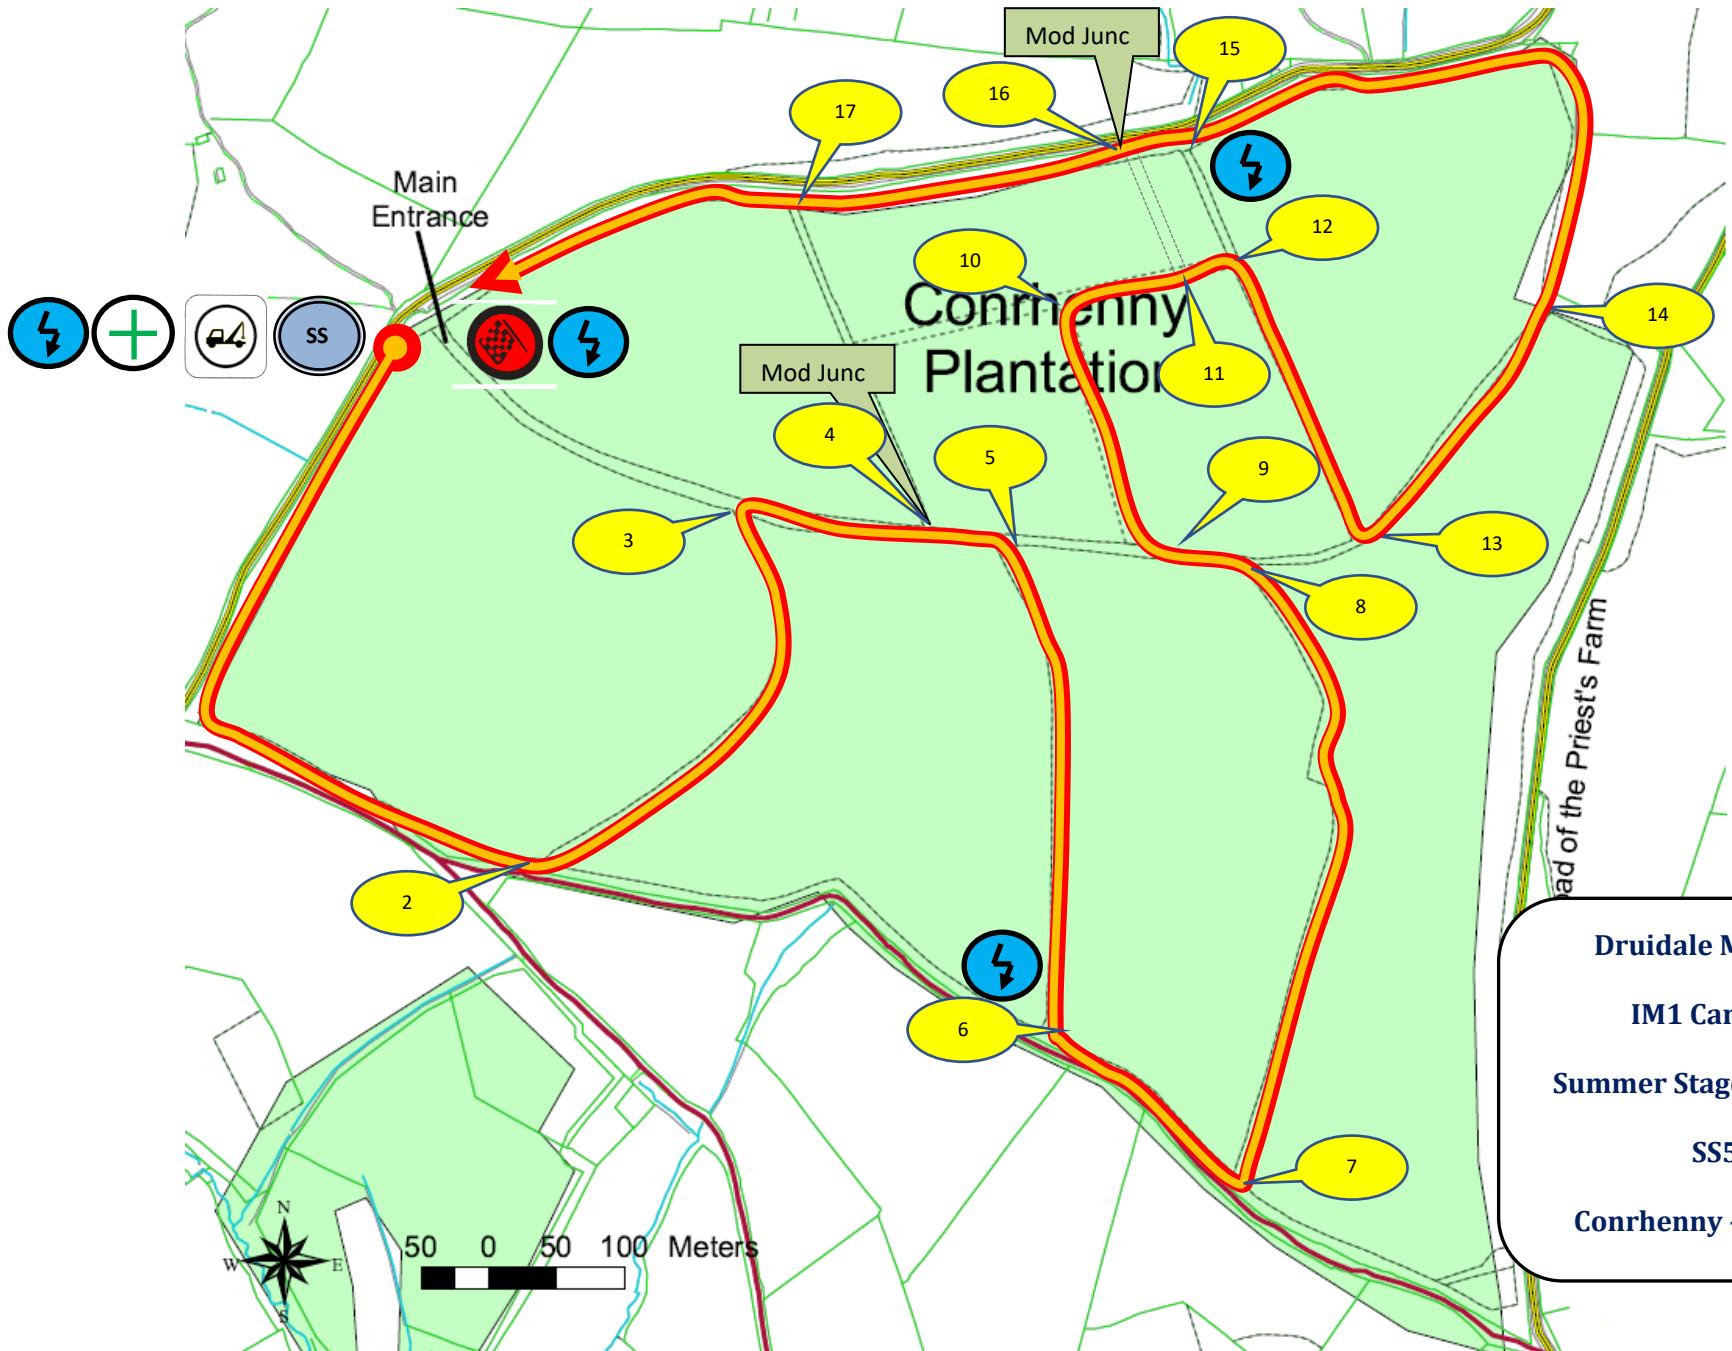 Mod Junc
15
16
17
Main
Entrance
12
10
Conrhenny
Plantation
14
SS
11
Mod Junc
4
5
9
3
13
8
2
6
7
ad of the Priest's Farm
Druidale M
IM1 Car
Summer Stag
SS5
Conrhenny -
N
W
E
S
50 0 50 100 Meters